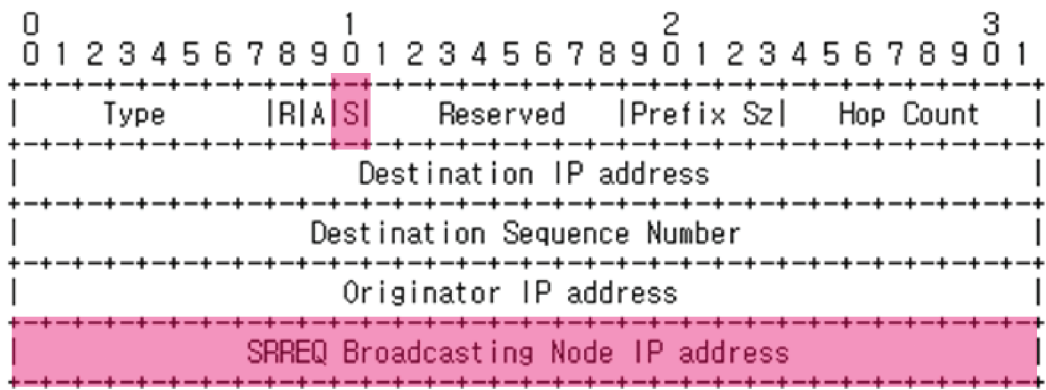 0 1 2 3
0 1 2 3 4 5 6 7 8 9 0 1 2 3 4 5 6 7 8 9 0 1 2 3 4 5 6 7 8 9 0 1
+-+-+-+-+-+-+-+-+-+-+-+-+-+-+-+-+-+-+-+-+-+-+-+-+-+-+-+-+-+-+-+-+
| Type |R|A|S| Reserved |Prefix Sz| Hop Count |
+-+-+-+-+-+-+-+-+-+-+-+-+-+-+-+-+-+-+-+-+-+-+-+-+-+-+-+-+-+-+-+-+
| Destination IP address |
+-+-+-+-+-+-+-+-+-+-+-+-+-+-+-+-+-+-+-+-+-+-+-+-+-+-+-+-+-+-+-+-+
| Destination Sequence Number |
+-+-+-+-+-+-+-+-+-+-+-+-+-+-+-+-+-+-+-+-+-+-+-+-+-+-+-+-+-+-+-+-+
| Originator IP address |
+-+-+-+-+-+-+-+-+-+-+-+-+-+-+-+-+-+-+-+-+-+-+-+-+-+-+-+-+-+-+-+-+
| SRREQ Broadcasting Node IP address |
+-+-+-+-+-+-+-+-+-+-+-+-+-+-+-+-+-+-+-+-+-+-+-+-+-+-+-+-+-+-+-+-+